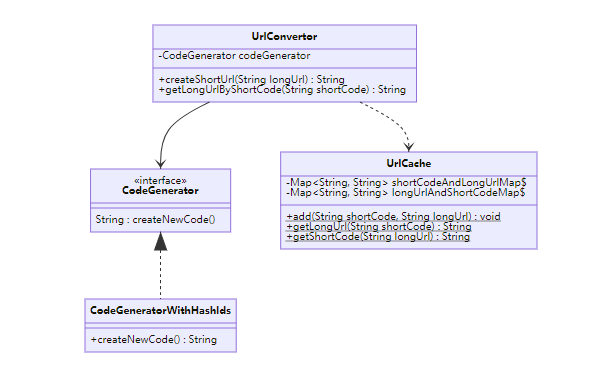 UrlConvertor
-CodeGenerator codeGenerator
+createShortUrl(String longUrl) : String
+getLongUrlByShortCode(String shortCode) : String
«interface»
CodeGenerator
String : createNewCode()
UrlCache
-Map<String, String> shortCodeAndLongUrlMap$
-Map<String, String> longUrlAndShortCodeMap$
+add(String shortCode, String longUrl) : void
+getLongUrl(String shortCode) : String
+getShortCode(String longUrl) : String
CodeGeneratorWithHashIds
+createNewCode() : String